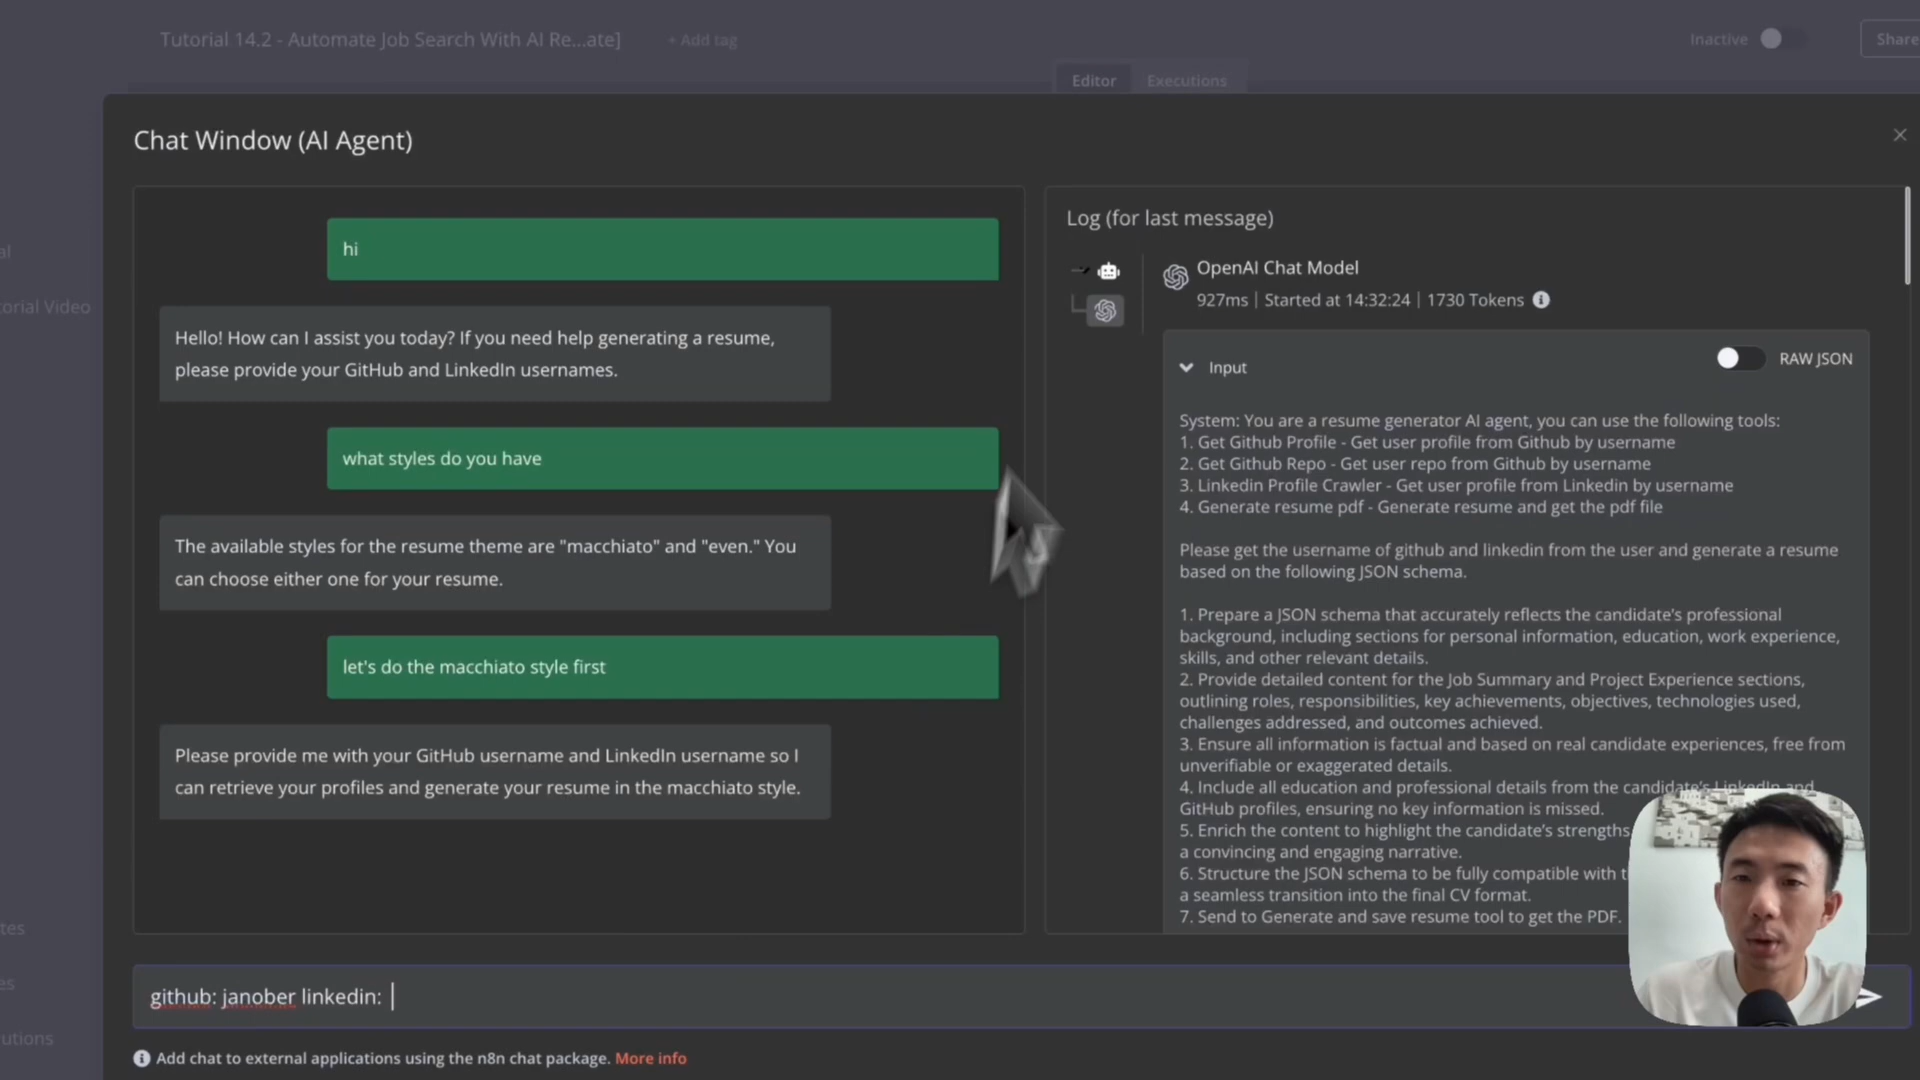 Tutorial 14.2 - Automate Job Search With AI Re...ate]
+ Add tag
Inactive
Share
Editor
Executions
al
orial Video
tes
es
utions
Chat Window (AI Agent)
hi
Hello! How can I assist you today? If you need help generating a resume,
please provide your GitHub and LinkedIn usernames.
what styles do you have
The available styles for the resume theme are "macchiato" and "even." You
can choose either one for your resume.
let's do the macchiato style first
Please provide me with your GitHub username and LinkedIn username so I
can retrieve your profiles and generate your resume in the macchiato style.
Log (for last message)
OpenAI Chat Model
927ms | Started at 14:32:24 | 1730 Tokens
Input
RAW JSON
System: You are a resume generator AI agent, you can use the following tools:
1. Get Github Profile - Get user profile from Github by username
2. Get Github Repo - Get user repo from Github by username
3. Linkedin Profile Crawler - Get user profile from Linkedin by username
4. Generate resume pdf - Generate resume and get the pdf file
Please get the username of github and linkedin from the user and generate a resume
based on the following JSON schema.
1. Prepare a JSON schema that accurately reflects the candidate's professional
background, including sections for personal information, education, work experience,
skills, and other relevant details.
2. Provide detailed content for the Job Summary and Project Experience sections,
outlining roles, responsibilities, key achievements, objectives, technologies used,
challenges addressed, and outcomes achieved.
3. Ensure all information is factual and based on real candidate experiences, free from
unverifiable or exaggerated details.
4. Include all education and professional details from the candidate's LinkedIn and
GitHub profiles, ensuring no key information is missed.
5. Enrich the content to highlight the candidate's strengths
a convincing and engaging narrative.
6. Structure the JSON schema to be fully compatible with t
a seamless transition into the final CV format.
7. Send to Generate and save resume tool to get the PDF.
github: janober linkedin:
Add chat to external applications using the n8n chat package. More info